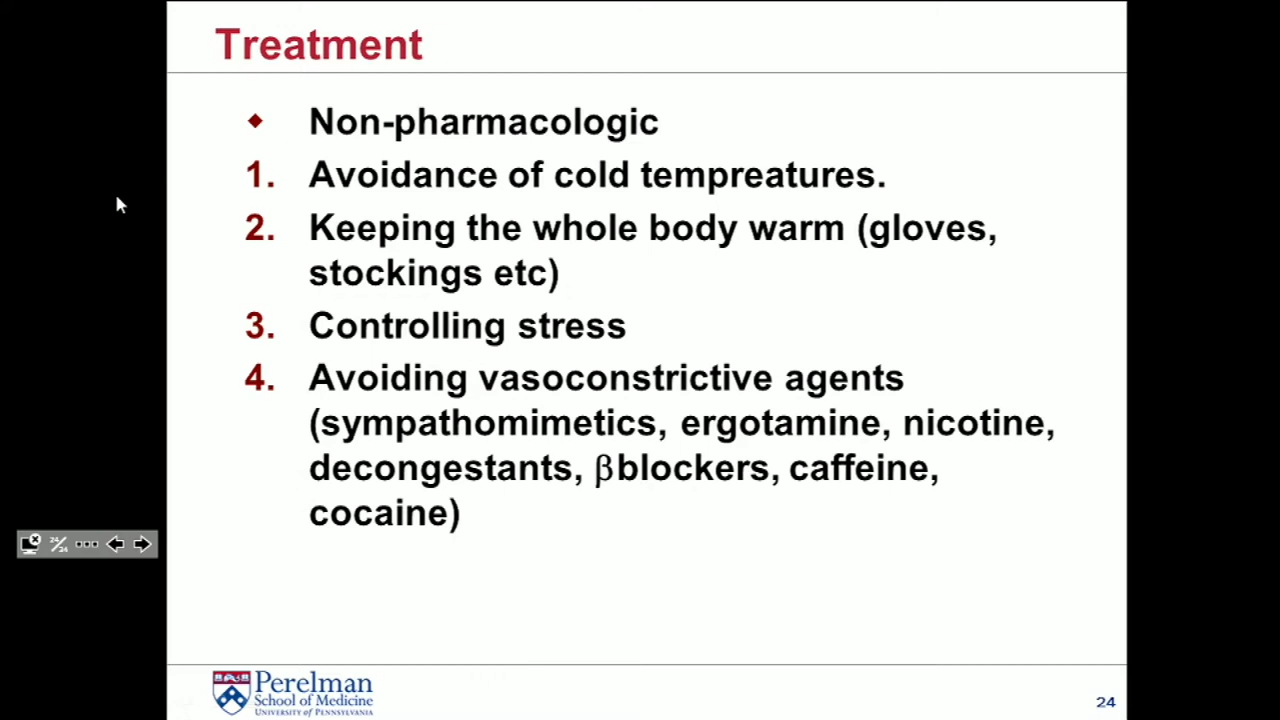 Treatment
◆ Non-pharmacologic
1. Avoidance of cold tempreatures.
2. Keeping the whole body warm (gloves,
stockings etc)
3. Controlling stress
4. Avoiding vasoconstrictive agents
(sympathomimetics, ergotamine, nicotine,
decongestants, βblockers, caffeine,
cocaine)
24/24
Perelman
School of Medicine
University of Pennsylvania
24